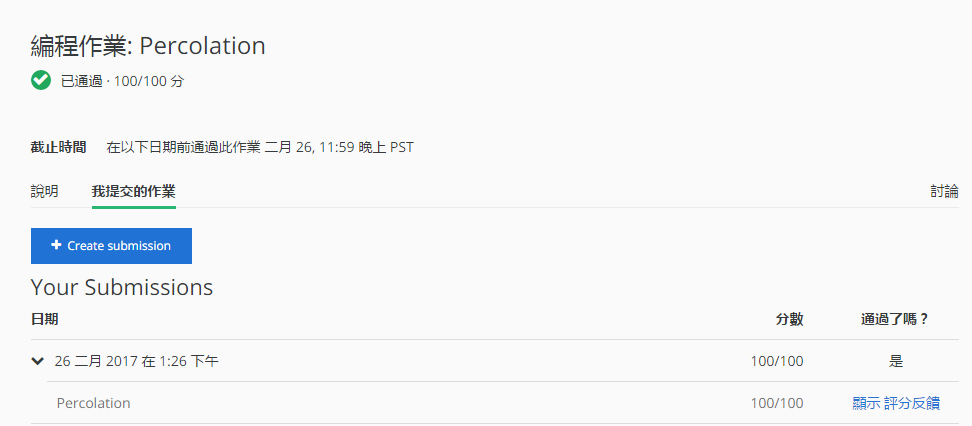 編程作業: Percolation
已通過 · 100/100 分
截止時間 在以下日期前通過此作業 二月 26, 11:59 晚上 PST
說明 我提交的作業 討論
+ Create submission
Your Submissions
日期 分數 通過了嗎？
26 二月 2017 在 1:26 下午 100/100 是
Percolation 100/100 顯示 評分反饋